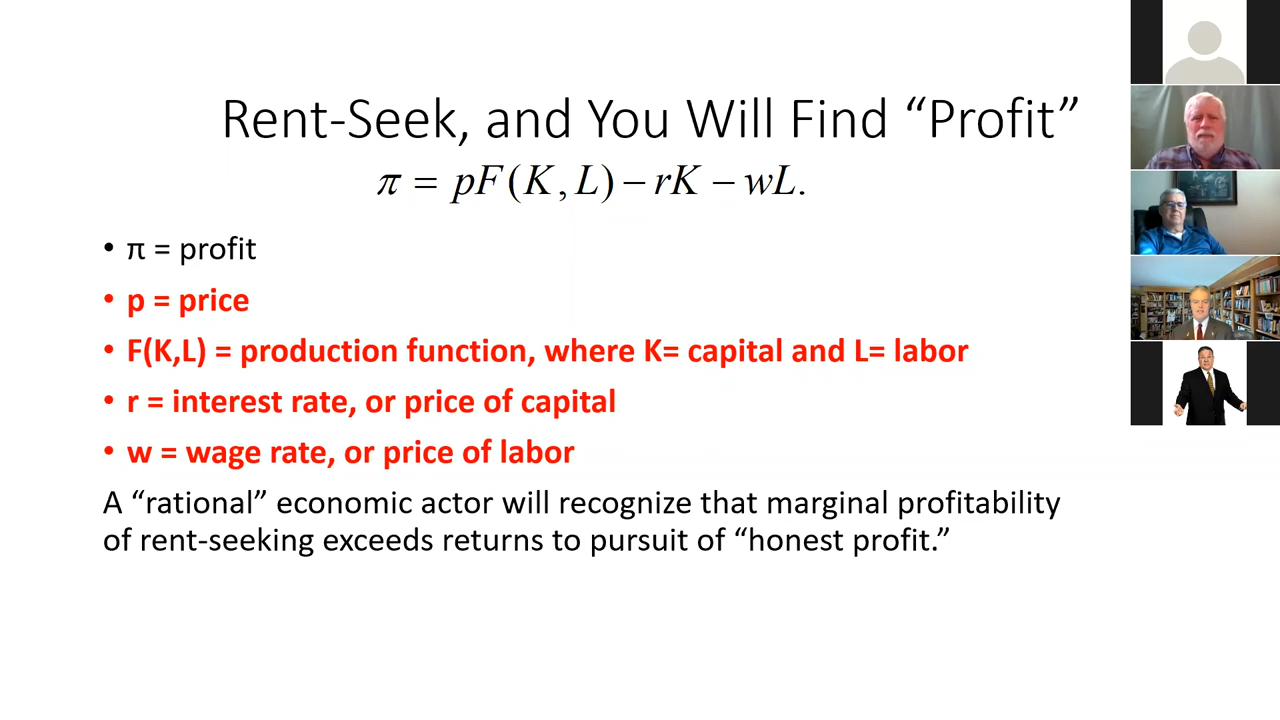 Rent-Seek, and You Will Find “Profit”
π = pF(K,L) − rK − wL.
• π = profit
• p = price
• F(K,L) = production function, where K= capital and L= labor
• r = interest rate, or price of capital
• w = wage rate, or price of labor
A “rational” economic actor will recognize that marginal profitability
of rent-seeking exceeds returns to pursuit of “honest profit.”